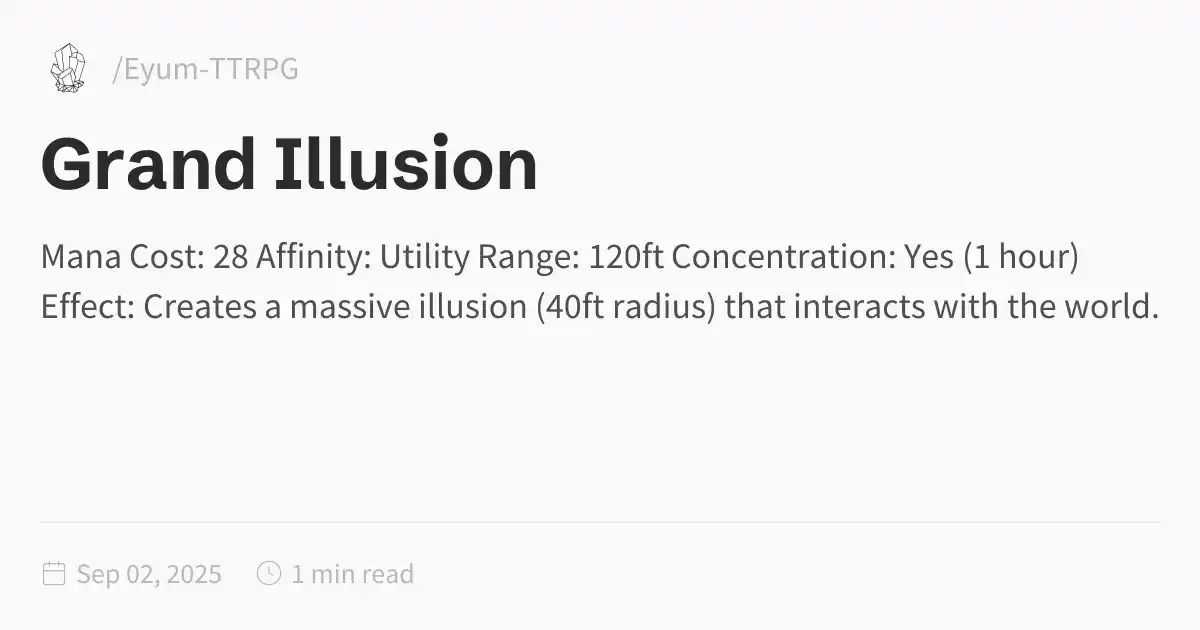 /Eyum-TTRPG
Grand Illusion
Mana Cost: 28 Affinity: Utility Range: 120ft Concentration: Yes (1 hour)
Effect: Creates a massive illusion (40ft radius) that interacts with the world.
Sep 02, 2025 1 min read